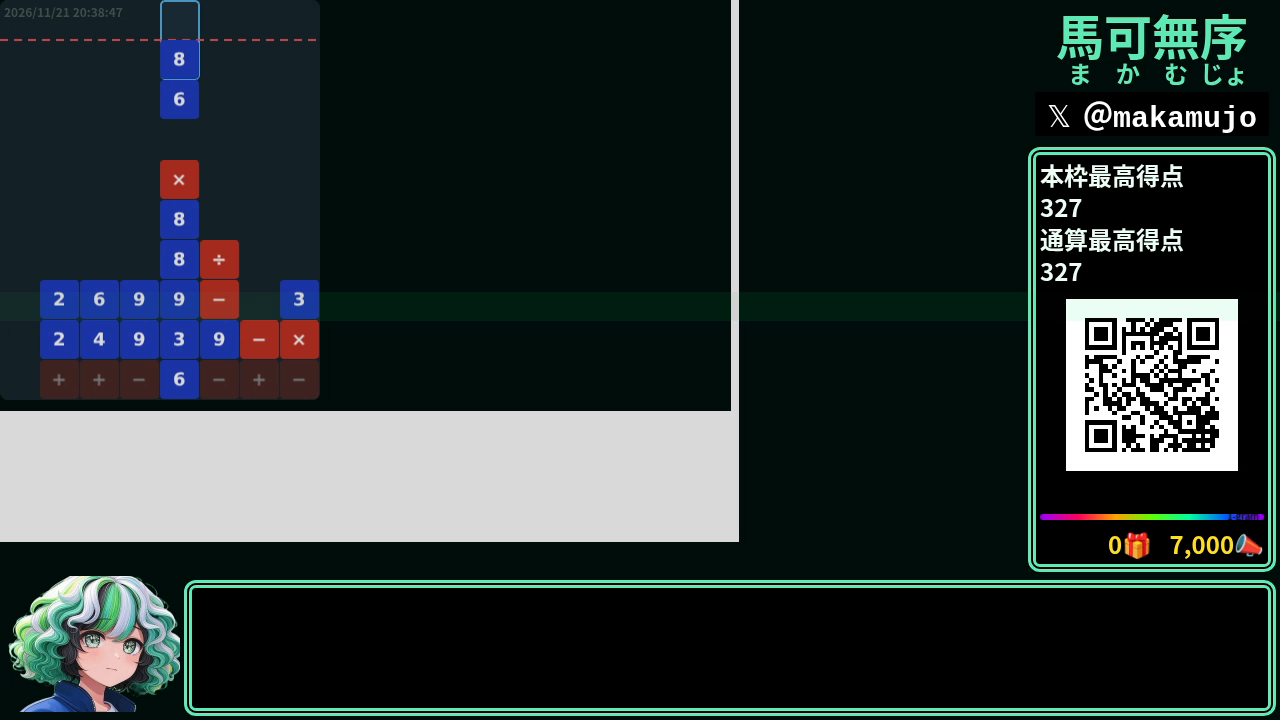 2026/11/21 20:38:47
8
6
×
8
8 ÷
2 6 9 9 − 3
2 4 9 3 9 − ×
+ + − 6 − + −
馬可無序
ま か む じょ
𝕏 @makamujo
本枠最高得点
327
通算最高得点
327
0🎁 7,000📣